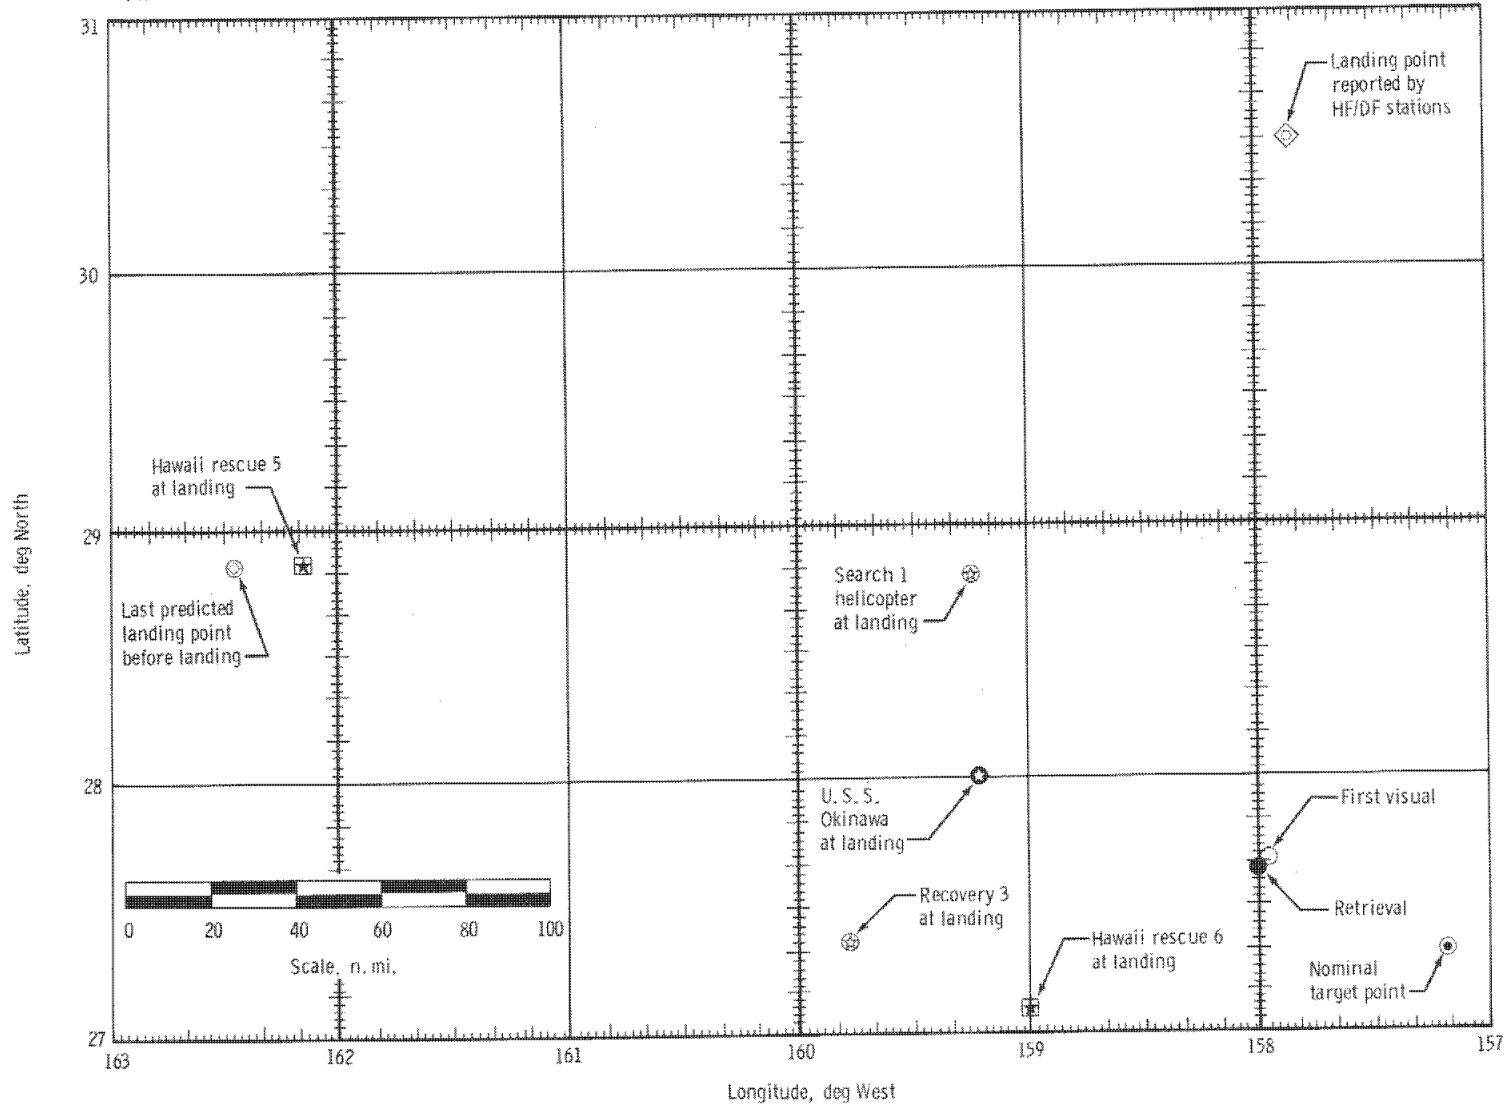 31
Landing point
reported by
HF/DF stations
30
Hawaii rescue 5
at landing
Latitude, deg North
29
Search 1
helicopter
at landing
Last predicted
landing point
before landing
28
U. S. S.
Okinawa
at landing
First visual
Recovery 3
at landing
Retrieval
0 20 40 60 80 100
Scale, n. mi.
Hawaii rescue 6
at landing
Nominal
target point
27
163 162 161 160 159 158 157
Longitude, deg West